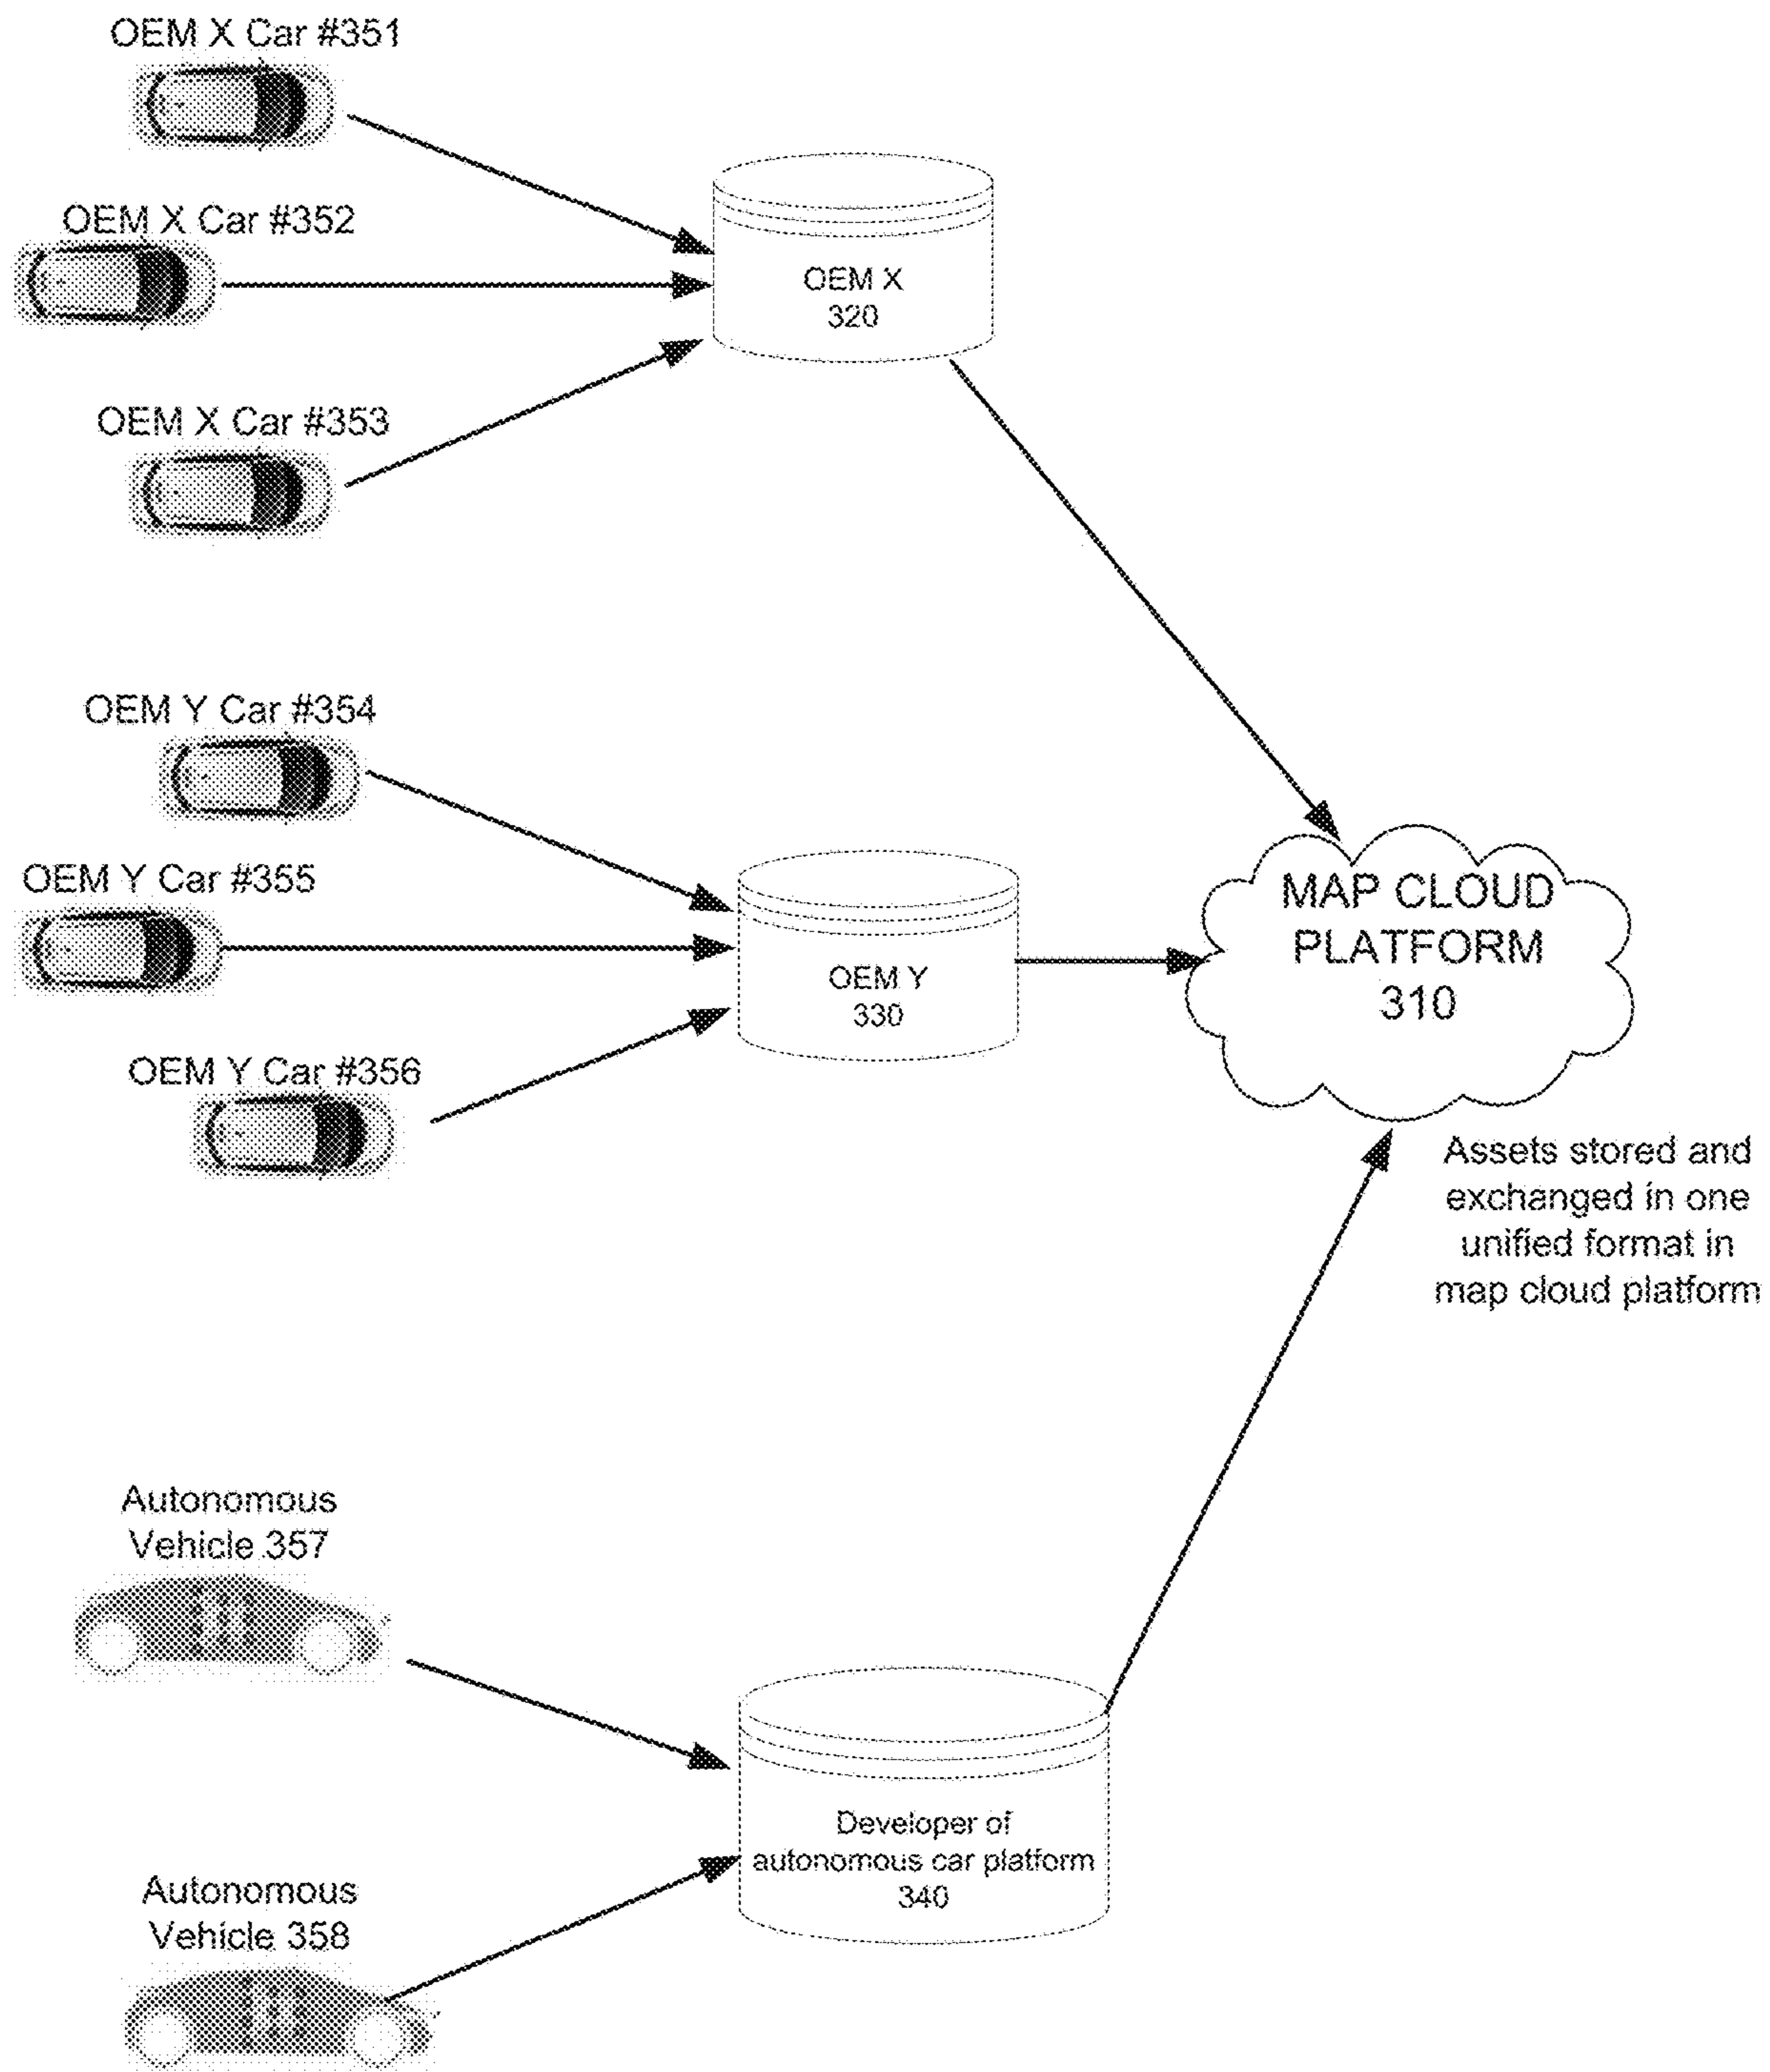 OEM X Car #351
OEM X Car #352
OEM X
320
OEM X Car #353
OEM Y Car #354
OEM Y Car #355
OEM Y
330
OEM Y Car #356
MAP CLOUD
PLATFORM
310
Assets stored and
exchanged in one
unified format in
map cloud platform
Autonomous
Vehicle 357
Developer of
autonomous car platform
340
Autonomous
Vehicle 358